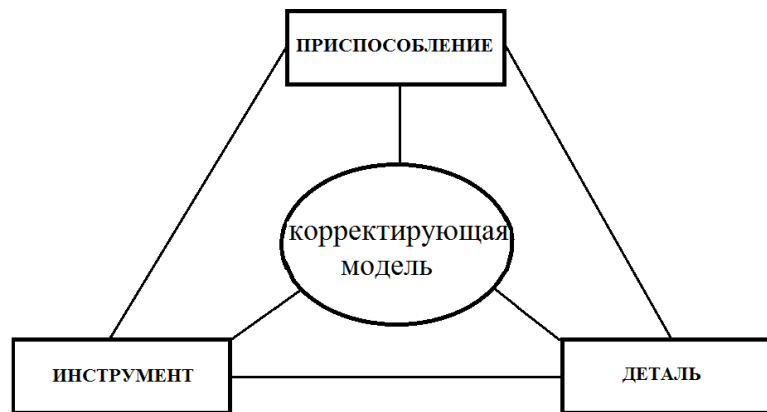 ПРИСПОСОБЛЕНИЕ
корректирующая
модель
ИНСТРУМЕНТ
ДЕТАЛЬ